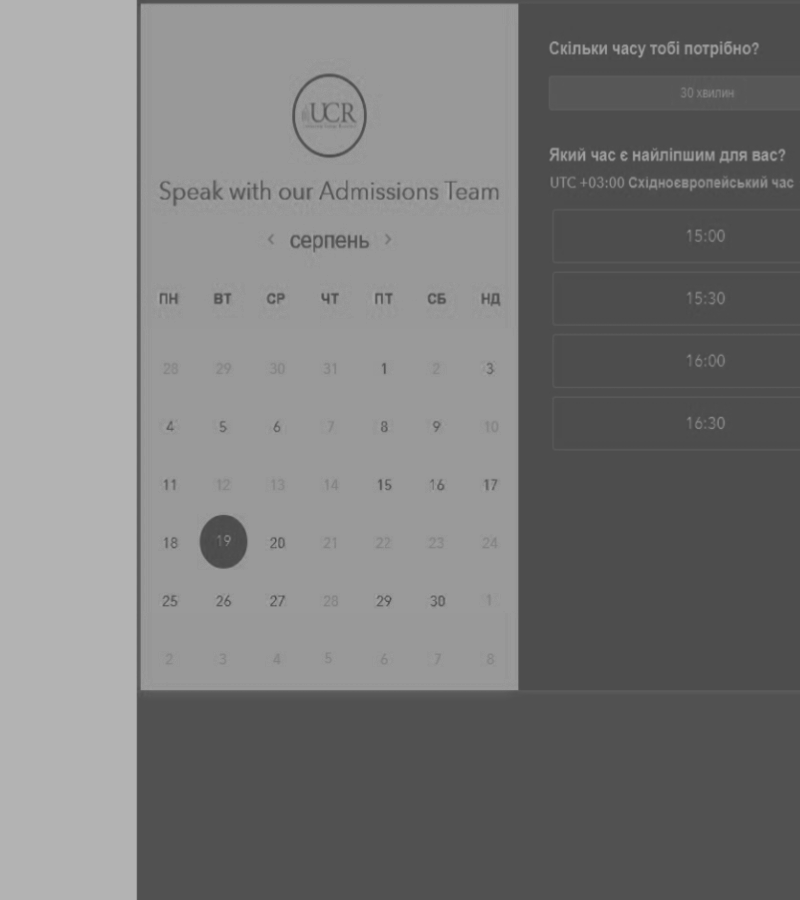 UCR
Speak with our Admissions Team
‹ серпень ›
ПН ВТ СР ЧТ ПТ СБ НД
28 29 30 31 1 2 3
4 5 6 7 8 9 10
11 12 13 14 15 16 17
18 19 20 21 22 23 24
25 26 27 28 29 30 1
2 3 4 5 6 7 8
Скільки часу тобі потрібно?
30 хвилин
Який час є найліпшим для вас?
UTC +03:00 Східноєвропейський час
15:00
15:30
16:00
16:30